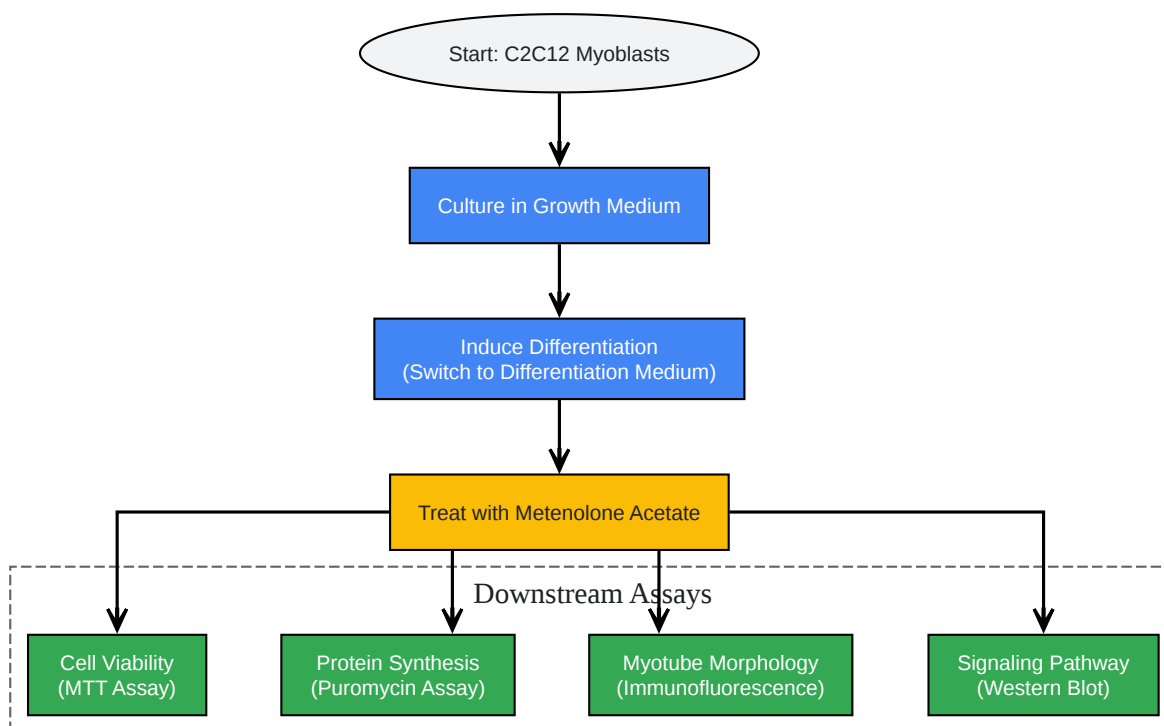 Start: C2C12 Myoblasts
Culture in Growth Medium
Induce Differentiation
(Switch to Differentiation Medium)
Treat with Metenolone Acetate
Downstream Assays
Cell Viability
(MTT Assay)
Protein Synthesis
(Puromycin Assay)
Myotube Morphology
(Immunofluorescence)
Signaling Pathway
(Western Blot)